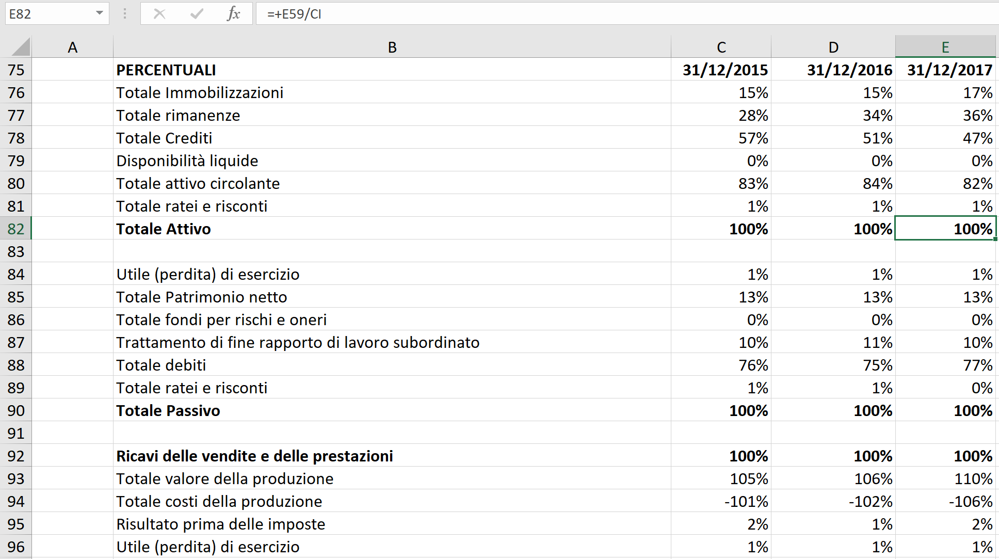 E82 fx =+E59/CI
A B C D E
75 PERCENTUALI 31/12/2015 31/12/2016 31/12/2017
76 Totale Immobilizzazioni 15% 15% 17%
77 Totale rimanenze 28% 34% 36%
78 Totale Crediti 57% 51% 47%
79 Disponibilità liquide 0% 0% 0%
80 Totale attivo circolante 83% 84% 82%
81 Totale ratei e risconti 1% 1% 1%
82 Totale Attivo 100% 100% 100%
83
84 Utile (perdita) di esercizio 1% 1% 1%
85 Totale Patrimonio netto 13% 13% 13%
86 Totale fondi per rischi e oneri 0% 0% 0%
87 Trattamento di fine rapporto di lavoro subordinato 10% 11% 10%
88 Totale debiti 76% 75% 77%
89 Totale ratei e risconti 1% 1% 0%
90 Totale Passivo 100% 100% 100%
91
92 Ricavi delle vendite e delle prestazioni 100% 100% 100%
93 Totale valore della produzione 105% 106% 110%
94 Totale costi della produzione -101% -102% -106%
95 Risultato prima delle imposte 2% 1% 2%
96 Utile (perdita) di esercizio 1% 1% 1%